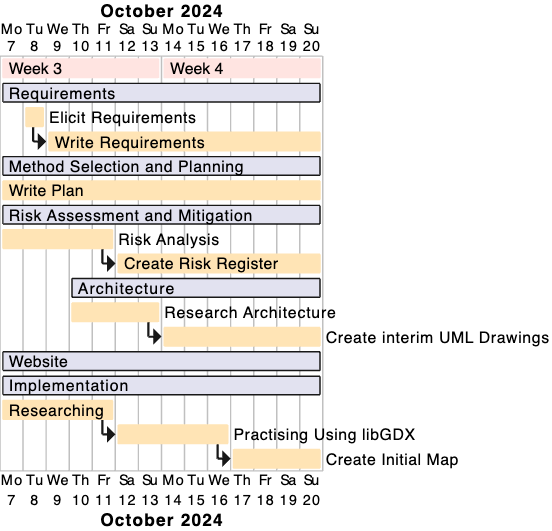 October 2024
Mo Tu We Th Fr Sa Su Mo Tu We Th Fr Sa Su
7 8 9 10 11 12 13 14 15 16 17 18 19 20
Week 3 Week 4
Requirements
Elicit Requirements
Write Requirements
Method Selection and Planning
Write Plan
Risk Assessment and Mitigation
Risk Analysis
Create Risk Register
Architecture
Research Architecture
Create interim UML Drawings
Website
Implementation
Researching
Practising Using libGDX
Create Initial Map
Mo Tu We Th Fr Sa Su Mo Tu We Th Fr Sa Su
7 8 9 10 11 12 13 14 15 16 17 18 19 20
October 2024